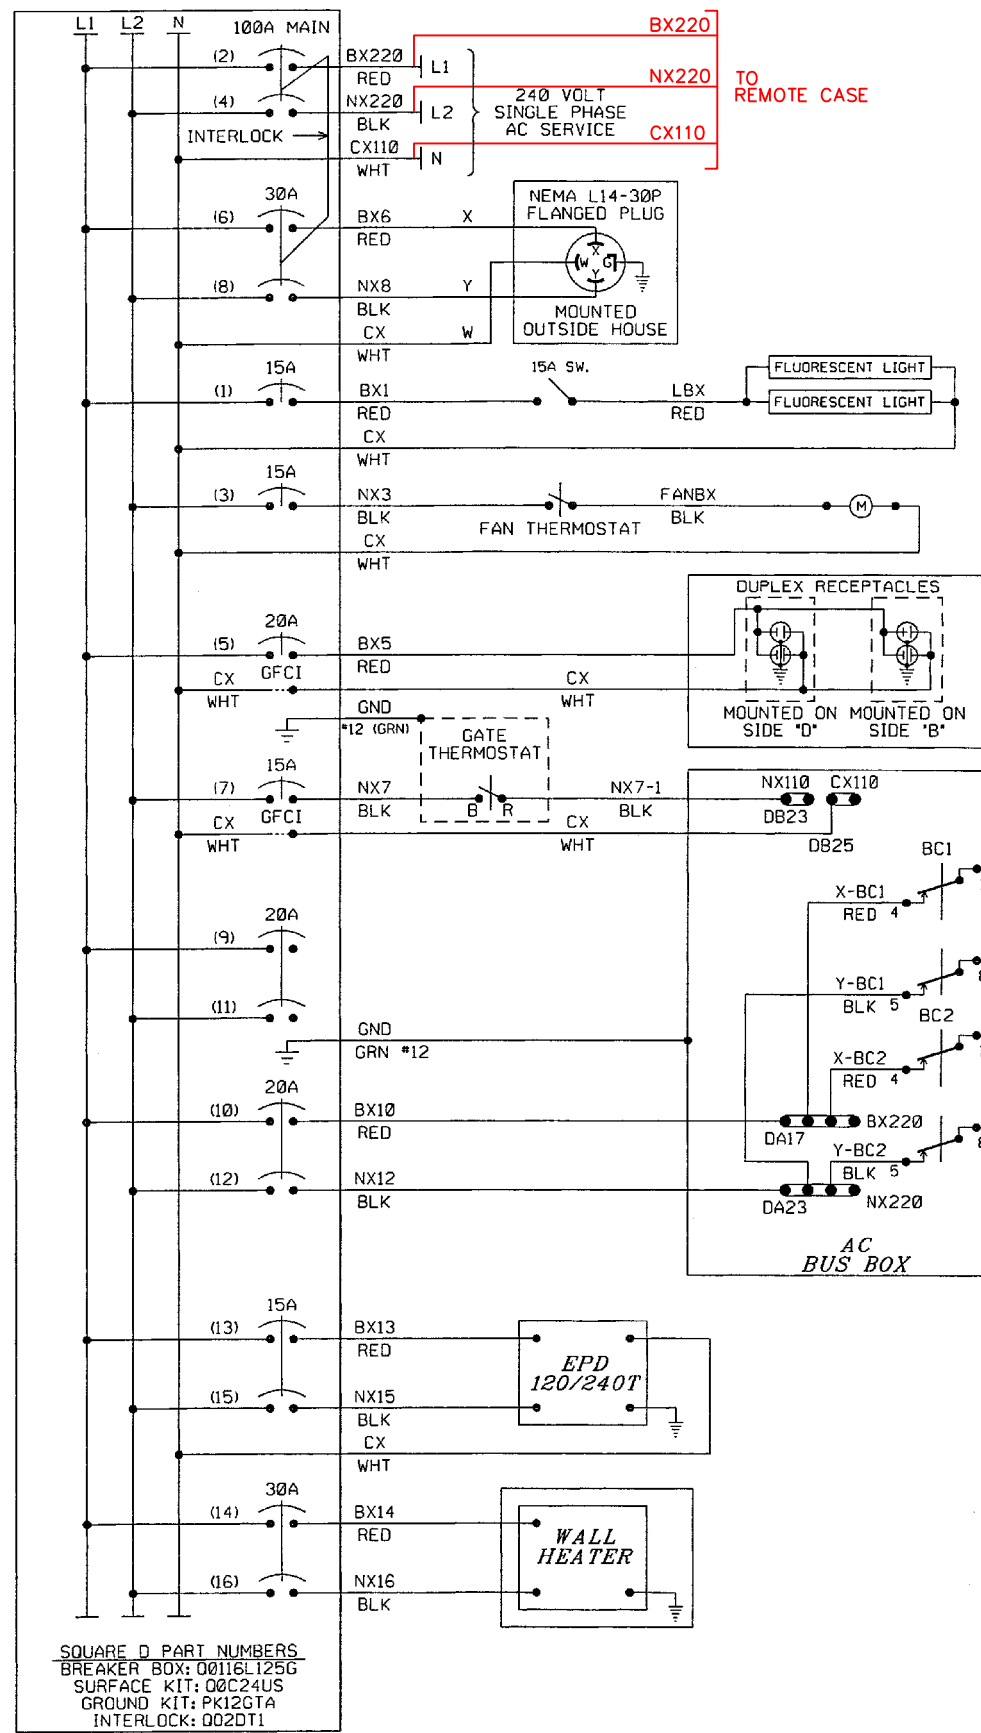 L1 L2 N
100A MAIN
BX220
(2)
BX220
RED
L1
NX220
TO
REMOTE CASE
(4)
NX220
BLK
L2
240 VOLT
SINGLE PHASE
AC SERVICE
INTERLOCK
CX110
CX110
WHT
N
30A
NEMA L14-30P
FLANGED PLUG
(6)
BX6
RED
X
X
W G
Y
(8)
NX8
BLK
Y
MOUNTED
OUTSIDE HOUSE
CX
WHT
W
15A
15A SW.
FLUORESCENT LIGHT
(1)
BX1
RED
LBX
RED
FLUORESCENT LIGHT
CX
WHT
15A
(3)
NX3
BLK
FAN THERMOSTAT
FANBX
BLK
M
CX
WHT
DUPLEX RECEPTACLES
20A
(5)
GFCI
BX5
RED
CX
WHT
CX
WHT
MOUNTED ON
SIDE "D"
MOUNTED ON
SIDE "B"
GND
#12 (GRN)
GATE
THERMOSTAT
15A
(7)
GFCI
NX7
BLK
B R
NX7-1
BLK
NX110 CX110
DB23
CX
WHT
CX
WHT
DB25
BC1
X-BC1
RED 4
20A
(9)
Y-BC1
BLK 5
(11)
BC2
GND
GRN #12
X-BC2
RED 4
20A
(10)
BX10
RED
DA17
BX220
Y-BC2
BLK 5
(12)
NX12
BLK
DA23
NX220
AC
BUS BOX
15A
(13)
BX13
RED
EPD
120/240T
(15)
NX15
BLK
CX
WHT
30A
(14)
BX14
RED
WALL
HEATER
(16)
NX16
BLK
SQUARE D PART NUMBERS
BREAKER BOX: QO116L125G
SURFACE KIT: QOC24US
GROUND KIT: PK12GTA
INTERLOCK: QO2DT1